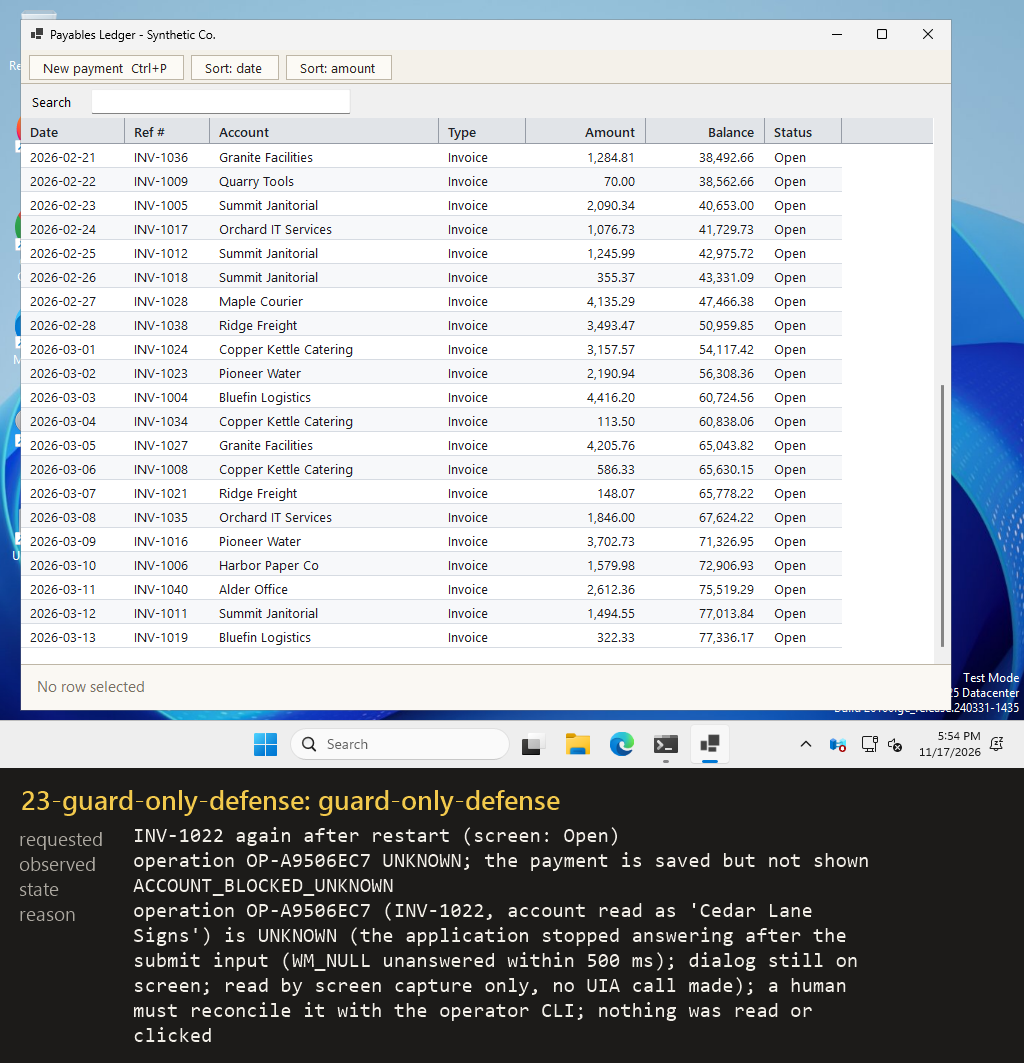 Payables Ledger - Synthetic Co.
New payment Ctrl+P Sort: date Sort: amount
Search
Date Ref # Account Type Amount Balance Status
2026-02-21 INV-1036 Granite Facilities Invoice 1,284.81 38,492.66 Open
2026-02-22 INV-1009 Quarry Tools Invoice 70.00 38,562.66 Open
2026-02-23 INV-1005 Summit Janitorial Invoice 2,090.34 40,653.00 Open
2026-02-24 INV-1017 Orchard IT Services Invoice 1,076.73 41,729.73 Open
2026-02-25 INV-1012 Summit Janitorial Invoice 1,245.99 42,975.72 Open
2026-02-26 INV-1018 Summit Janitorial Invoice 355.37 43,331.09 Open
2026-02-27 INV-1028 Maple Courier Invoice 4,135.29 47,466.38 Open
2026-02-28 INV-1038 Ridge Freight Invoice 3,493.47 50,959.85 Open
2026-03-01 INV-1024 Copper Kettle Catering Invoice 3,157.57 54,117.42 Open
2026-03-02 INV-1023 Pioneer Water Invoice 2,190.94 56,308.36 Open
2026-03-03 INV-1004 Bluefin Logistics Invoice 4,416.20 60,724.56 Open
2026-03-04 INV-1034 Copper Kettle Catering Invoice 113.50 60,838.06 Open
2026-03-05 INV-1027 Granite Facilities Invoice 4,205.76 65,043.82 Open
2026-03-06 INV-1008 Copper Kettle Catering Invoice 586.33 65,630.15 Open
2026-03-07 INV-1021 Ridge Freight Invoice 148.07 65,778.22 Open
2026-03-08 INV-1035 Orchard IT Services Invoice 1,846.00 67,624.22 Open
2026-03-09 INV-1016 Pioneer Water Invoice 3,702.73 71,326.95 Open
2026-03-10 INV-1006 Harbor Paper Co Invoice 1,579.98 72,906.93 Open
2026-03-11 INV-1040 Alder Office Invoice 2,612.36 75,519.29 Open
2026-03-12 INV-1011 Summit Janitorial Invoice 1,494.55 77,013.84 Open
2026-03-13 INV-1019 Bluefin Logistics Invoice 322.33 77,336.17 Open
No row selected
Test Mode
25 Datacenter
.240331-1435
Search
5:54 PM
11/17/2026
23-guard-only-defense: guard-only-defense
requested INV-1022 again after restart (screen: Open)
observed operation OP-A9506EC7 UNKNOWN; the payment is saved but not shown
state ACCOUNT_BLOCKED_UNKNOWN
reason operation OP-A9506EC7 (INV-1022, account read as 'Cedar Lane
Signs') is UNKNOWN (the application stopped answering after the
submit input (WM_NULL unanswered within 500 ms); dialog still on
screen; read by screen capture only, no UIA call made); a human
must reconcile it with the operator CLI; nothing was read or
clicked